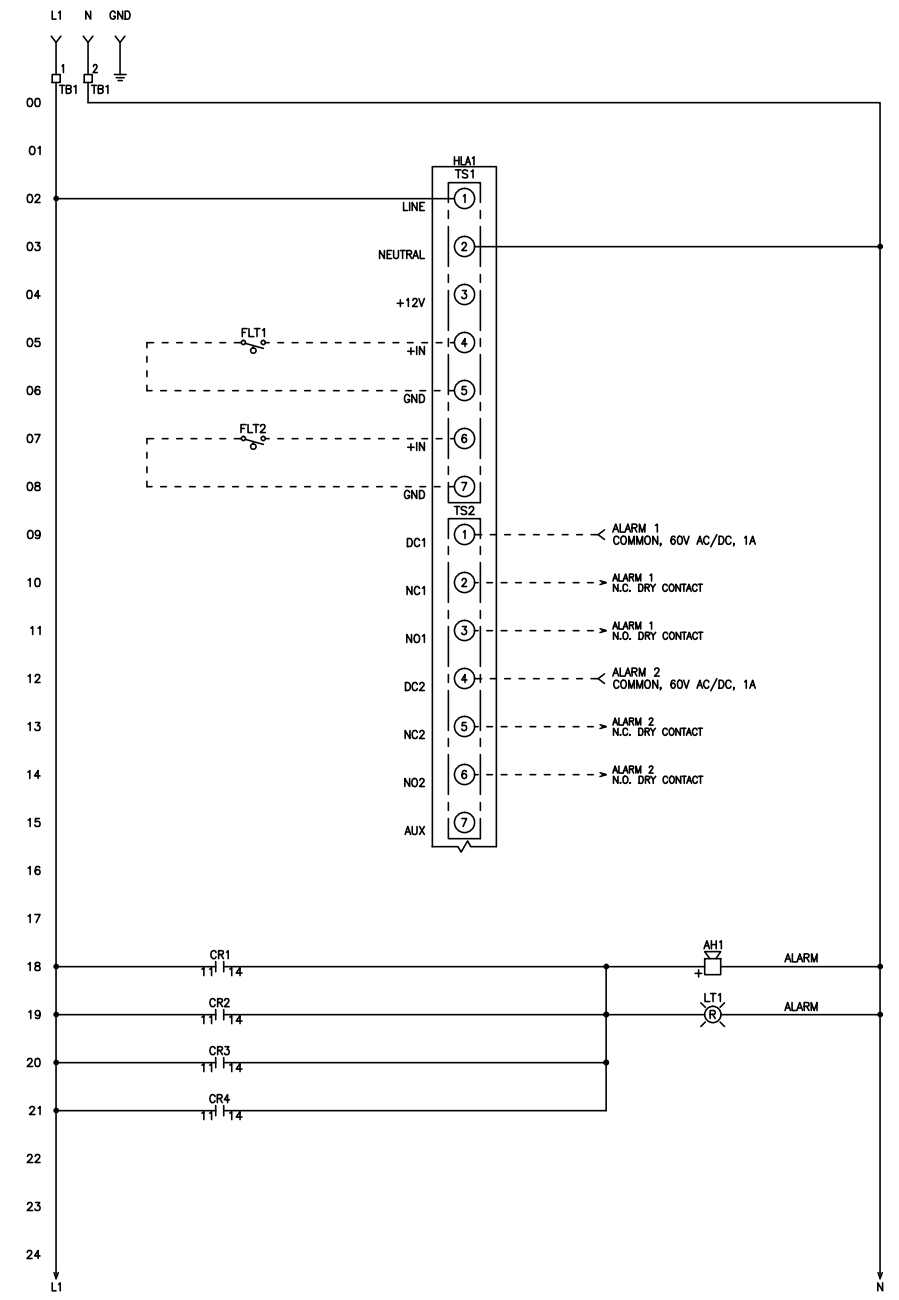 L1 N GND
1 2
TB1 TB1
00
01
HLA1
TS1
02 1
LINE
03 2
NEUTRAL
04 3
+12V
FLT1
05 4
+IN
06 5
GND
FLT2
07 6
+IN
08 7
GND
TS2
09 1 ALARM 1
DC1 COMMON, 60V AC/DC, 1A
10 2 ALARM 1
NC1 N.C. DRY CONTACT
11 3 ALARM 1
NO1 N.O. DRY CONTACT
12 4 ALARM 2
DC2 COMMON, 60V AC/DC, 1A
13 5 ALARM 2
NC2 N.C. DRY CONTACT
14 6 ALARM 2
NO2 N.O. DRY CONTACT
15 7
AUX
16
17
CR1 AH1
18 ALARM
11 14 +
CR2 LT1
19 R ALARM
11 14
CR3
20
11 14
CR4
21
11 14
22
23
24
L1 N